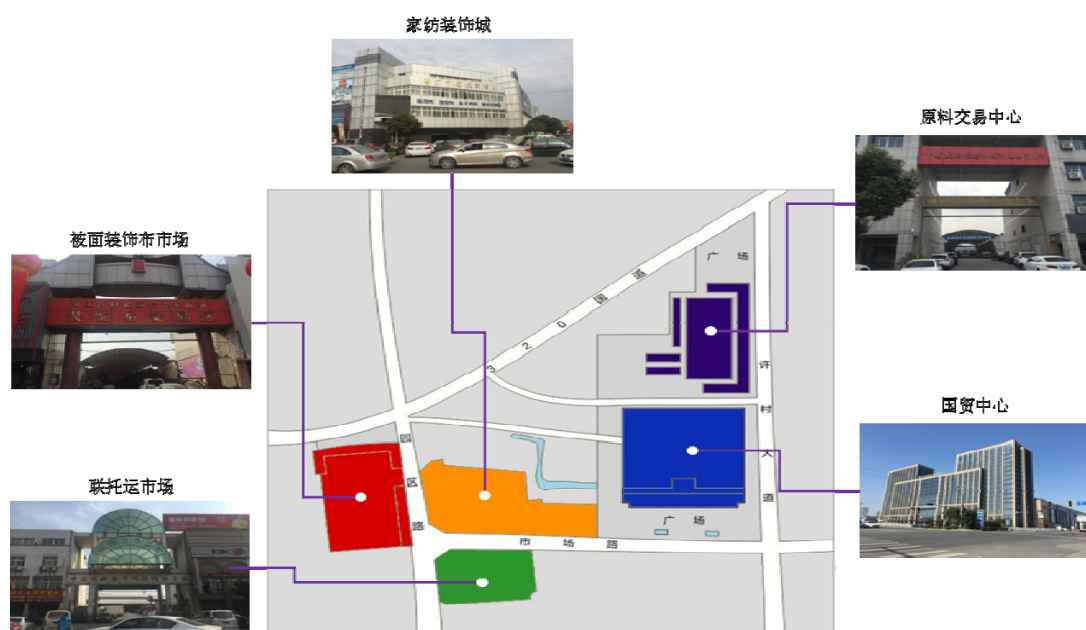 家纺装饰城
原料交易中心
被面装饰布市场
国贸中心
联托运市场
广场
320国道
许村大道
四区路
广场
市场路